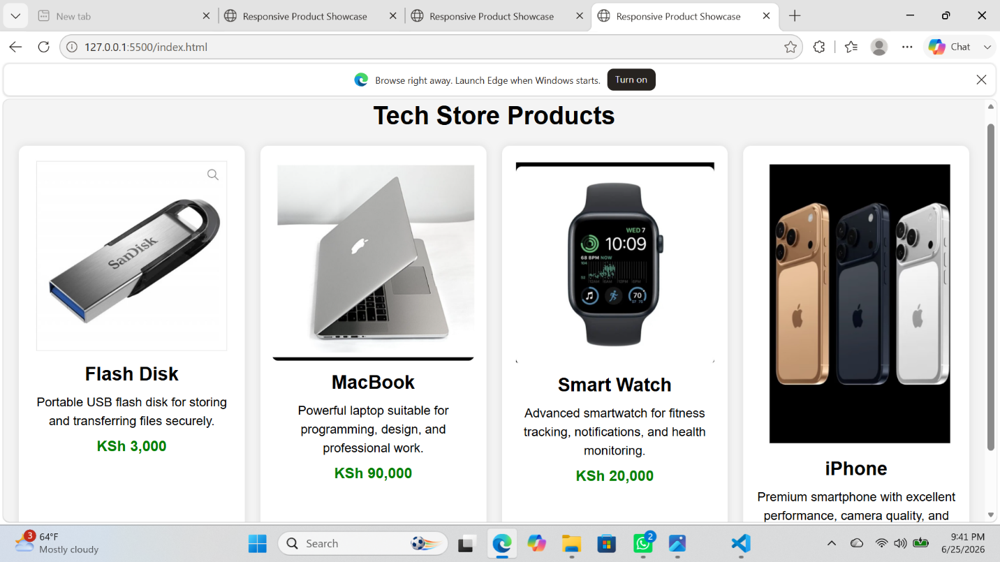 New tab
Responsive Product Showcase
Responsive Product Showcase
Responsive Product Showcase
127.0.0.1:5500/index.html
Chat
Browse right away. Launch Edge when Windows starts.
Turn on
Tech Store Products
SanDisk
Flash Disk
Portable USB flash disk for storing
and transferring files securely.
KSh 3,000
MacBook
Powerful laptop suitable for
programming, design, and
professional work.
KSh 90,000
WED 7
10:09
68 BPM NOW
70
Smart Watch
Advanced smartwatch for fitness
tracking, notifications, and health
monitoring.
KSh 20,000
iPhone
Premium smartphone with excellent
performance, camera quality, and
3
64°F
Mostly cloudy
Search
2
9:41 PM
6/25/2026